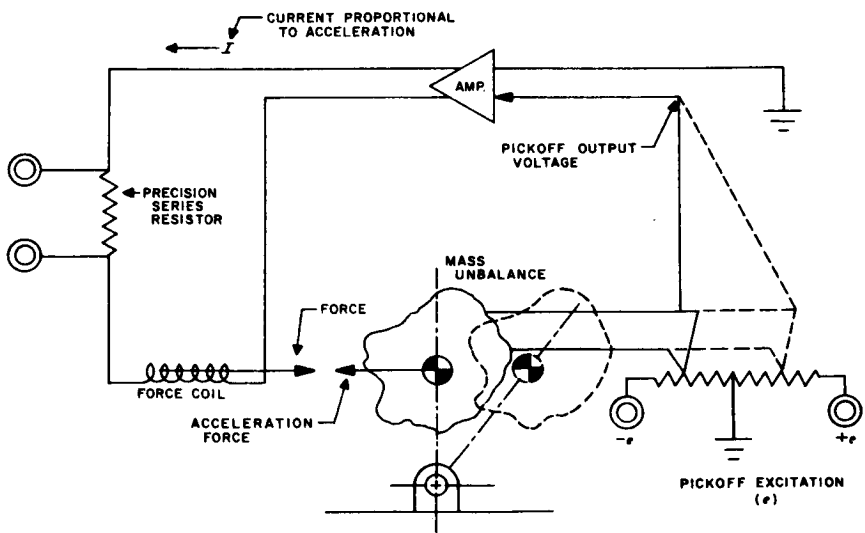 CURRENT PROPORTIONAL
TO ACCELERATION
I
AMP.
PICKOFF OUTPUT
VOLTAGE
PRECISION
SERIES
RESISTOR
MASS
UNBALANCE
FORCE
FORCE COIL
ACCELERATION
FORCE
-e
+e
PICKOFF EXCITATION
(e)